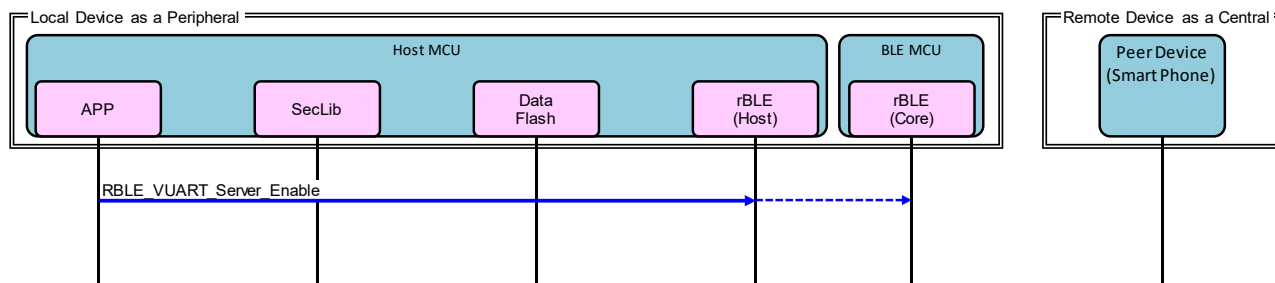 Local Device as a Peripheral
Remote Device as a Central
Host MCU
BLE MCU
Peer Device
(Smart Phone)
APP
SecLib
Data
Flash
rBLE
(Host)
rBLE
(Core)
RBLE_VUART_Server_Enable